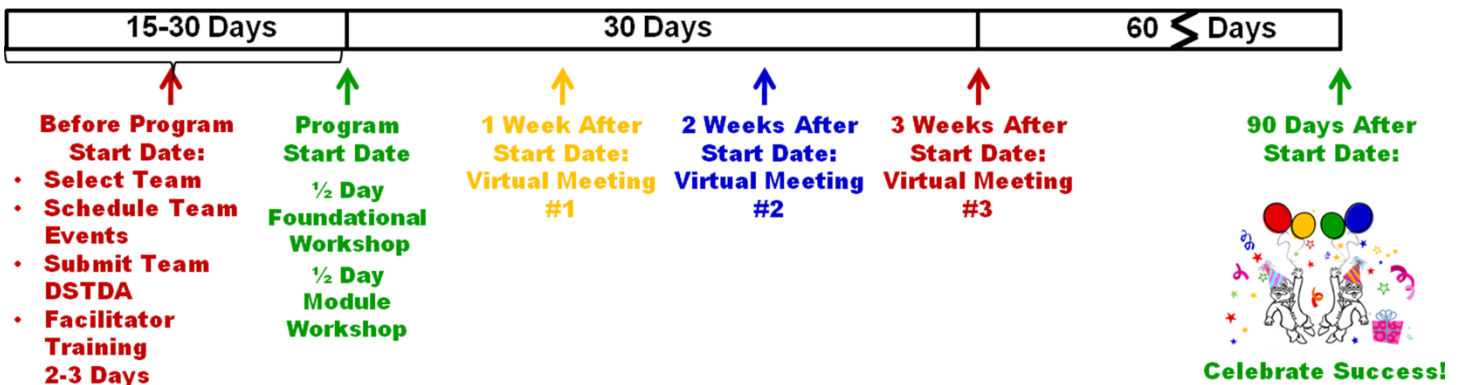 15-30 Days
30 Days
60 Days
Before Program
Start Date:
• Select Team
• Schedule Team
Events
• Submit Team
DSTDA
• Facilitator
Training
2-3 Days
Program
Start Date
½ Day
Foundational
Workshop
½ Day
Module
Workshop
1 Week After
Start Date:
Virtual Meeting
#1
2 Weeks After
Start Date:
Virtual Meeting
#2
3 Weeks After
Start Date:
Virtual Meeting
#3
90 Days After
Start Date:
Celebrate Success!